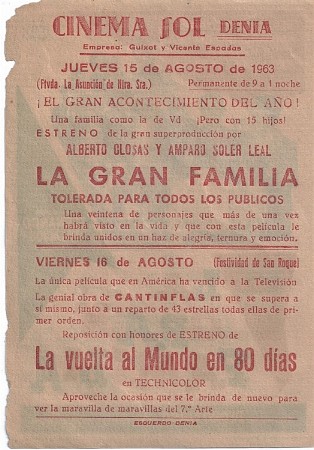 CINEMA SOL DENIA
Empresa: Guixot y Vicente Espadas
JUEVES 15 de AGOSTO de 1963
(Ftvda. La Asunción de Ntra. Sra.) Permanente de 9 a 1 noche
¡EL GRAN ACONTECIMIENTO DEL AÑO!
Una familia como la de Vd ¡Pero con 15 hijos!
ESTRENO de la gran superproducción por
ALBERTO CLOSAS Y AMPARO SOLER LEAL
LA GRAN FAMILIA
TOLERADA PARA TODOS LOS PUBLICOS
Una veintena de personajes que más de una vez
habrá visto en la vida y que con esta película le
brinda unidos en un haz de alegría, ternura y emoción.
VIERNES 16 de AGOSTO (Festividad de San Roque)
La única película que en América ha vencido a la Televisión
La genial obra de CANTINFLAS en que se supera a
sí mismo, junto a un reparto de 43 estrellas todas ellas de
primer orden.
Reposición con honores de ESTRENO de
La vuelta al Mundo en 80 días
en TECHNICOLOR
Aproveche la ocasión que se le brinda de nuevo para
ver la maravilla de maravillas del 7.º Arte
ESQUERDO-DENIA